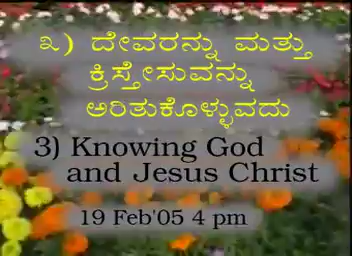 ೩) ದೇವರನ್ನು ಮತ್ತು
ಕ್ರಿಸ್ತೇಸುವನ್ನು
ಅರಿತುಕೊಳ್ಳುವದು
3) Knowing God
and Jesus Christ
19 Feb'05 4 pm